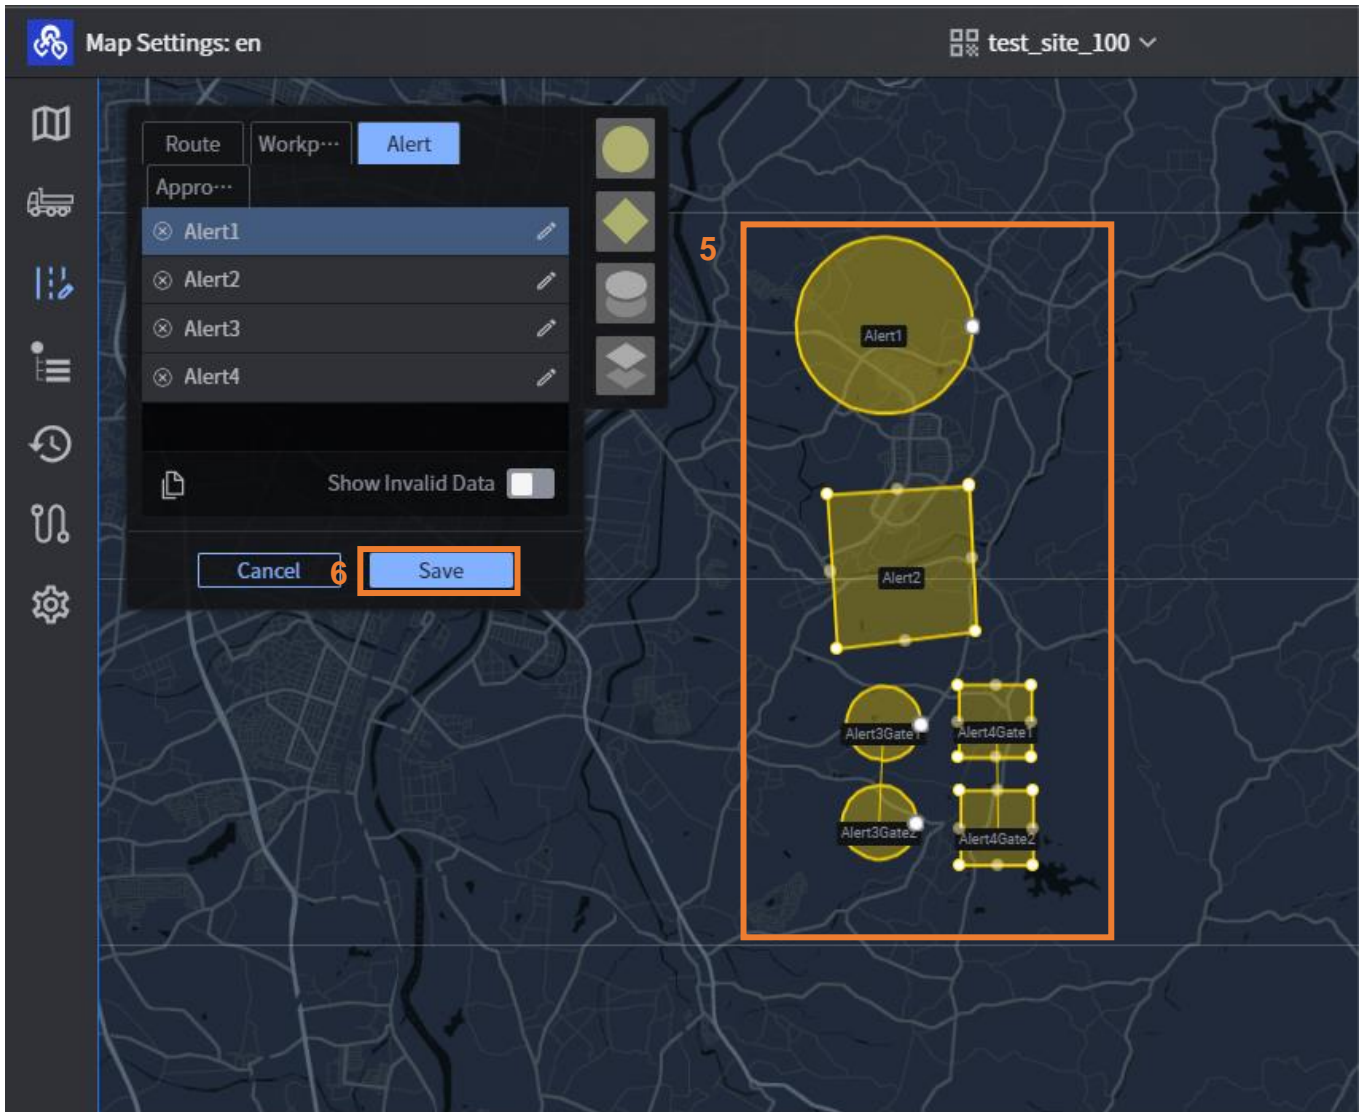 Map Settings: en
test_site_100
Route
Workp···
Alert
Appro···
Alert1
Alert2
Alert3
Alert4
Show Invalid Data
Cancel
6
Save
5
Alert1
Alert2
Alert3Gate1
Alert4Gate1
Alert3Gate2
Alert4Gate2